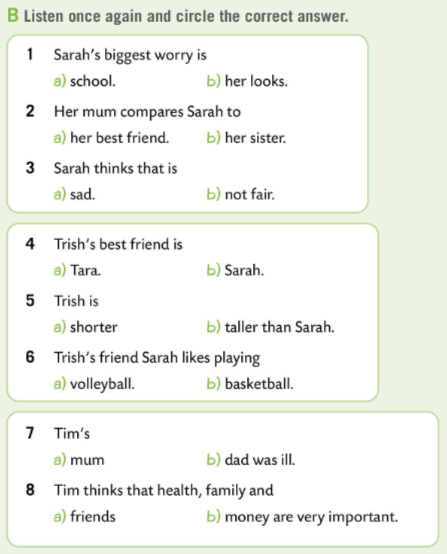 B Listen once again and circle the correct answer.
1 Sarah's biggest worry is
a) school. b) her looks.
2 Her mum compares Sarah to
a) her best friend. b) her sister.
3 Sarah thinks that is
a) sad. b) not fair.
4 Trish's best friend is
a) Tara. b) Sarah.
5 Trish is
a) shorter b) taller than Sarah.
6 Trish's friend Sarah likes playing
a) volleyball. b) basketball.
7 Tim's
a) mum b) dad was ill.
8 Tim thinks that health, family and
a) friends b) money are very important.